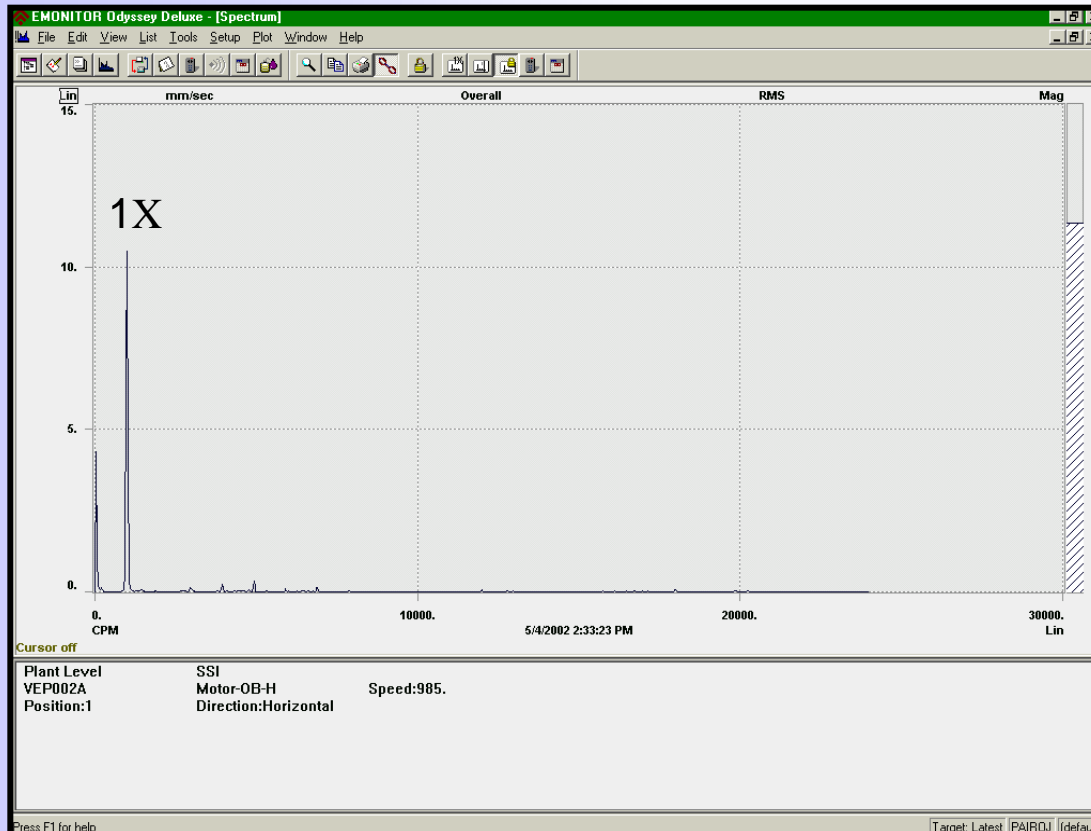 EMONITOR Odyssey Deluxe - [Spectrum]
File Edit View List Tools Setup Plot Window Help
Lin mm/sec Overall RMS Mag
15.
1X
10.
5.
0.
0. 10000. 20000. 30000.
CPM 5/4/2002 2:33:23 PM Lin
Cursor off
Plant Level SSI
VEP002A Motor-OB-H Speed:985.
Position:1 Direction:Horizontal
Press F1 for help Target: Latest PAIROJ